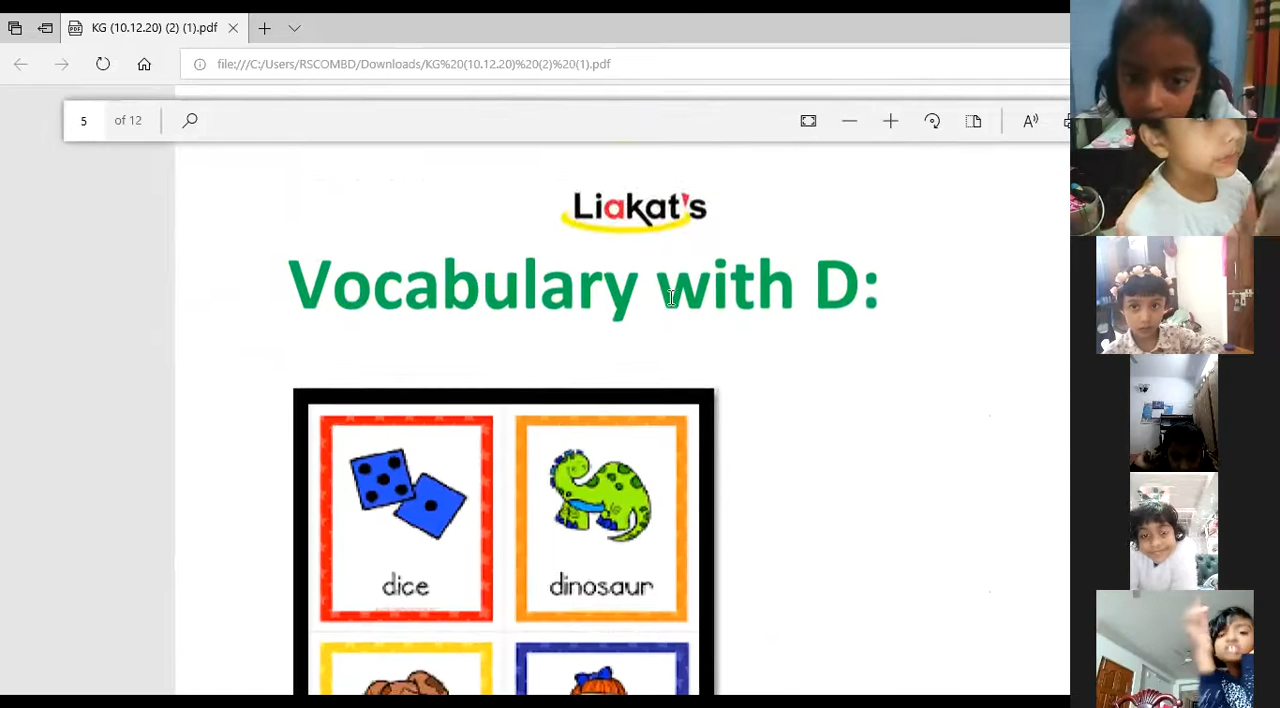 KG (10.12.20) (2) (1).pdf
file:///C:/Users/RSCOMBD/Downloads/KG%20(10.12.20)%20(2)%20(1).pdf
5 of 12
Liakat's
Vocabulary with D:
dice dinosaur